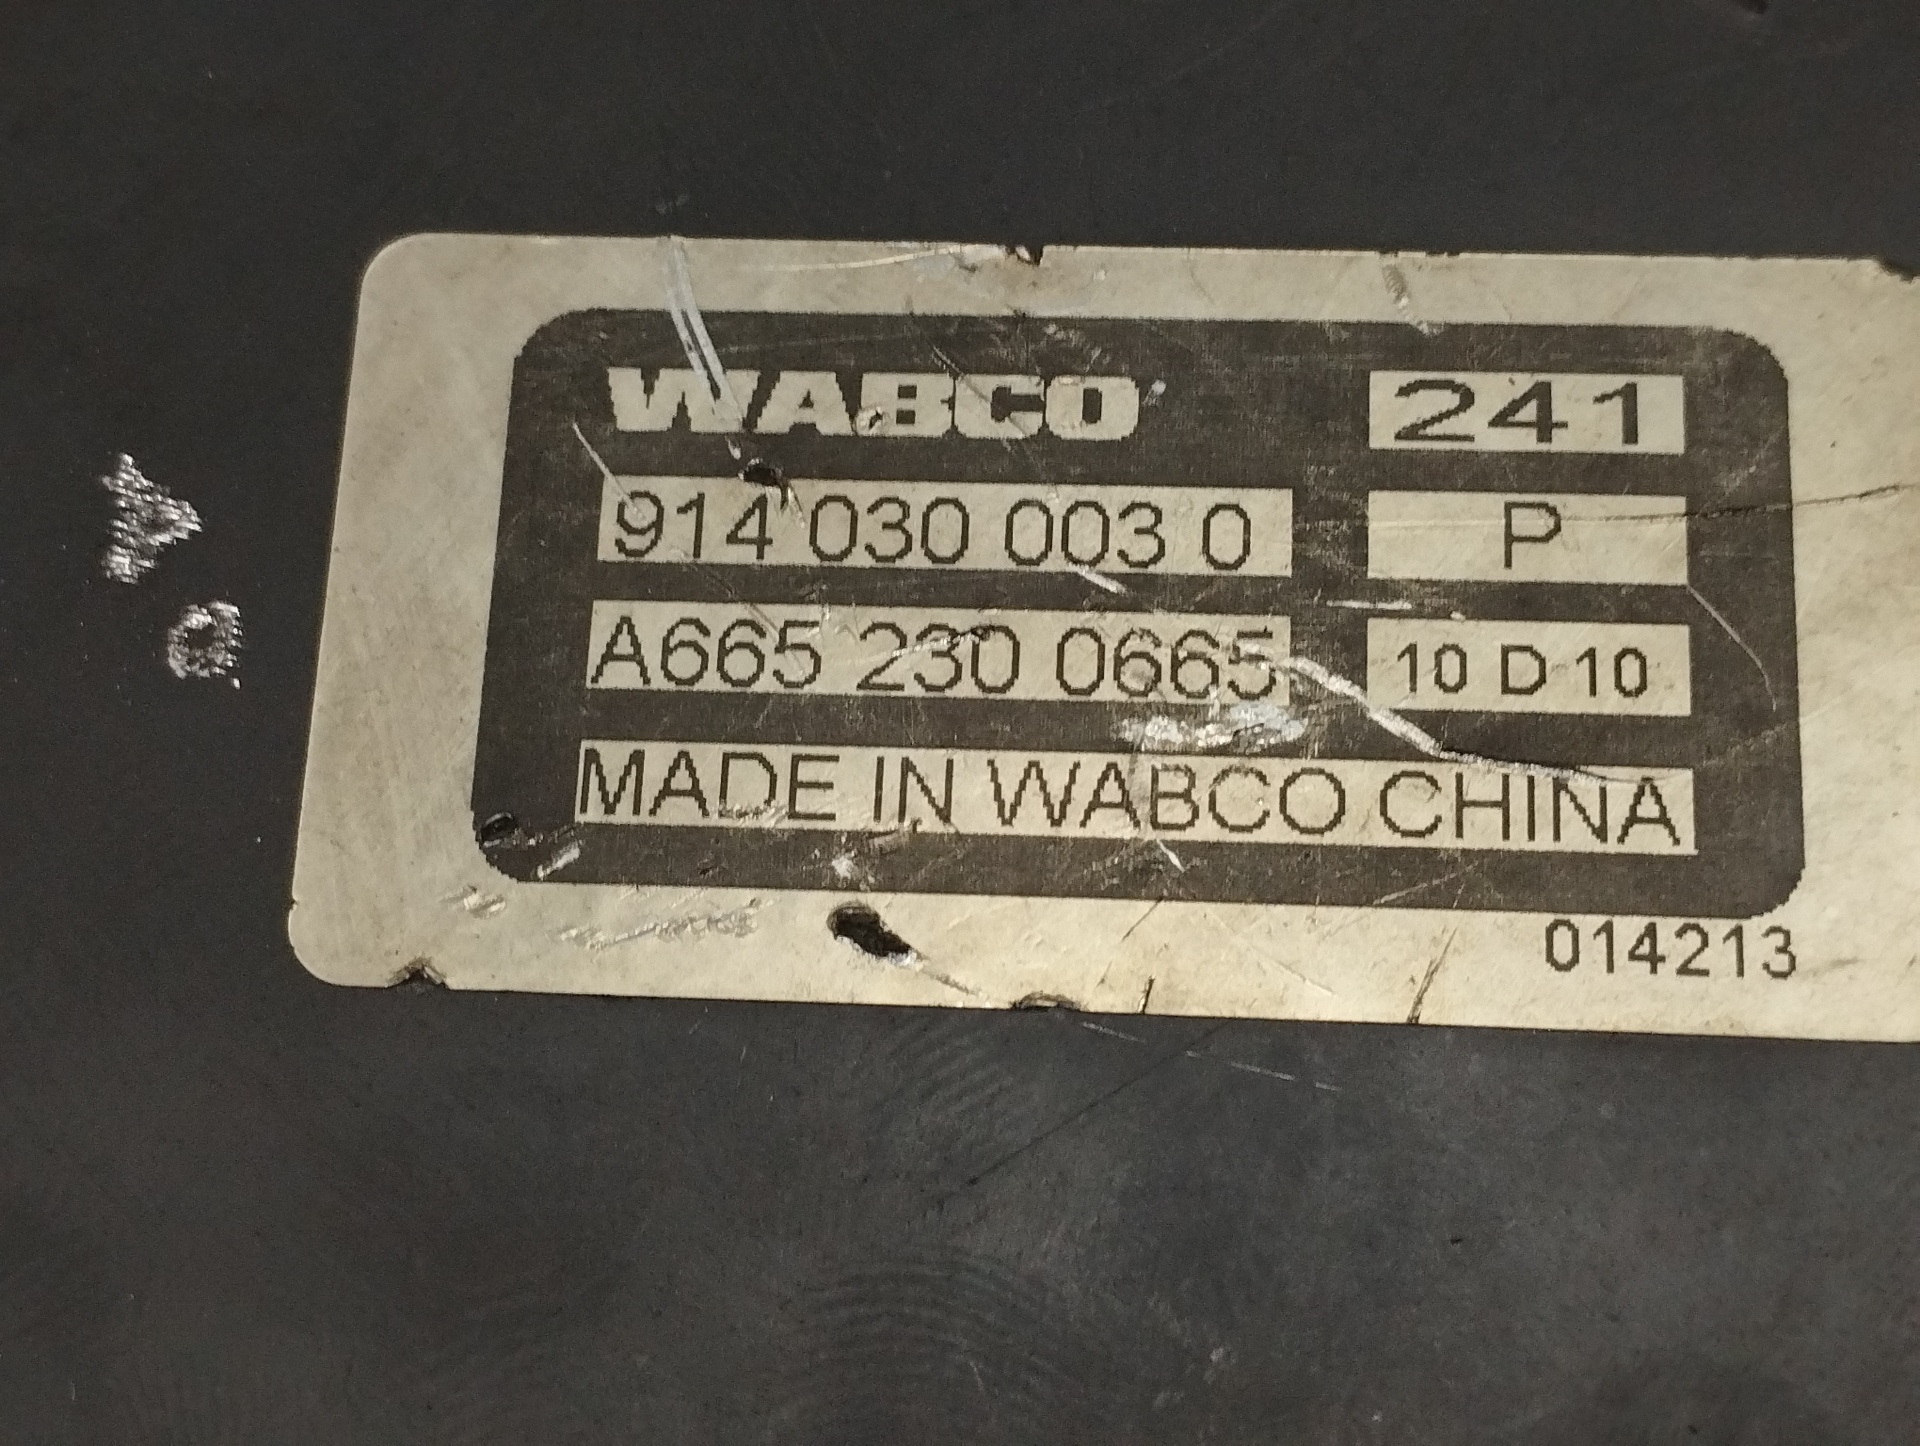 WABCO 241
914 030 003 0 P
A665 230 0665 10 D 10
MADE IN WABCO CHINA
014213